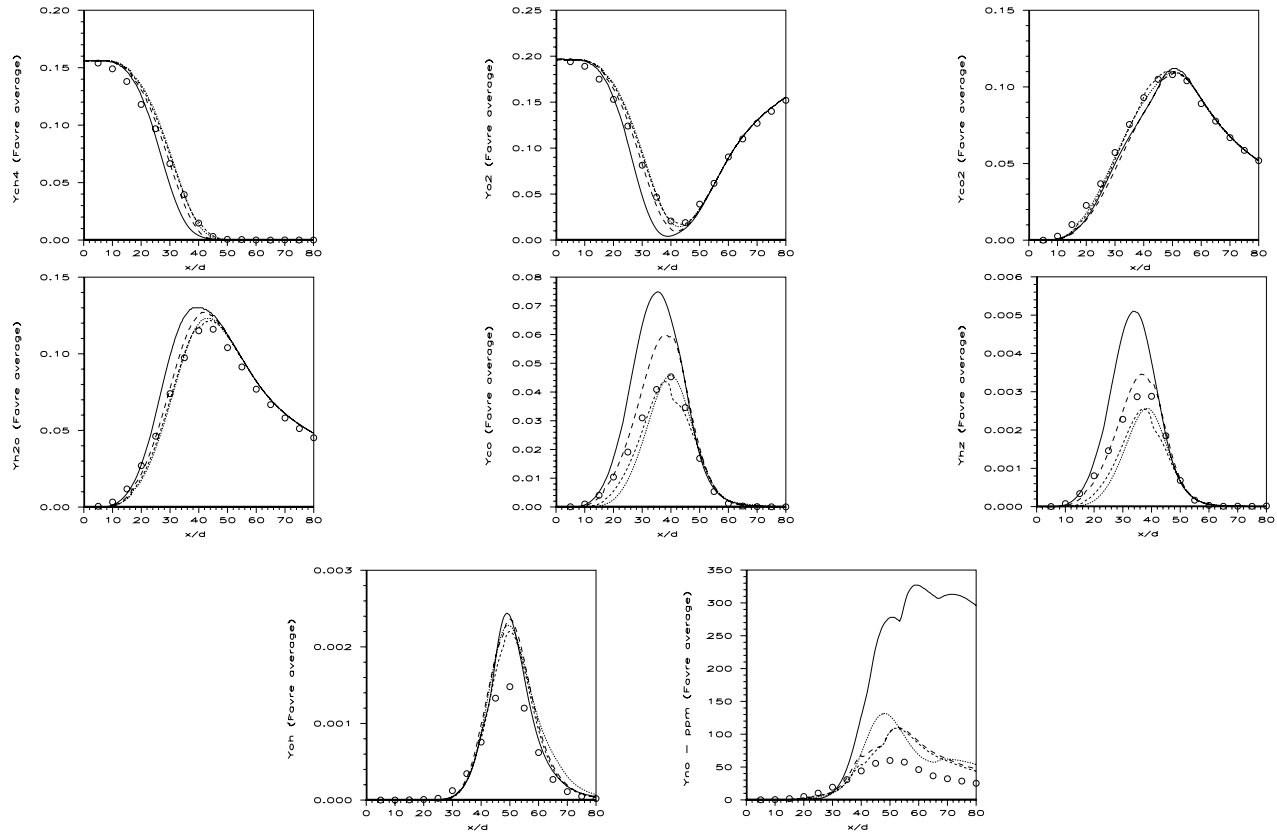 0.20
0.15
0.10
0.05
0.00
Ych4 (Favre average)
0 10 20 30 40 50 60 70 80
x/d
0.25
0.20
0.15
0.10
0.05
0.00
Yo2 (Favre average)
0 10 20 30 40 50 60 70 80
x/d
0.15
0.10
0.05
0.00
Yco2 (Favre average)
0 10 20 30 40 50 60 70 80
x/d
0.15
0.10
0.05
0.00
Yh2o (Favre average)
0 10 20 30 40 50 60 70 80
x/d
0.08
0.07
0.06
0.05
0.04
0.03
0.02
0.01
0.00
Yco (Favre average)
0 10 20 30 40 50 60 70 80
x/d
0.006
0.005
0.004
0.003
0.002
0.001
0.000
Yh2 (Favre average)
0 10 20 30 40 50 60 70 80
x/d
0.003
0.002
0.001
0.000
Yoh (Favre average)
0 10 20 30 40 50 60 70 80
x/d
350
300
250
200
150
100
50
0
Yno - ppm (Favre average)
0 10 20 30 40 50 60 70 80
x/d